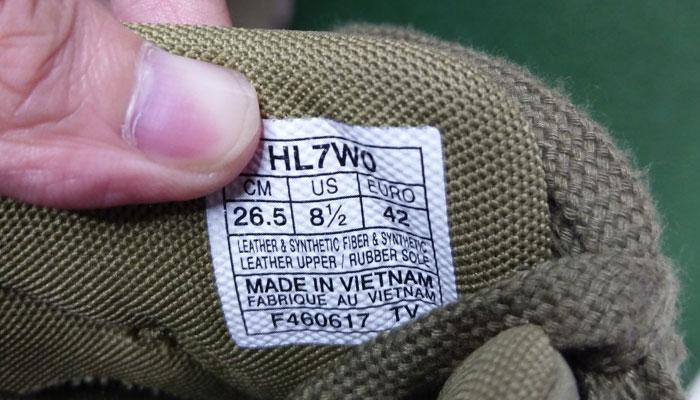 HL7W0
CM US EURO
26.5 8½ 42
LEATHER & SYNTHETIC FIBER & SYNTHETIC
LEATHER UPPER / RUBBER SOLE
MADE IN VIETNAM
FABRIQUE AU VIETNAM
F460617 TV